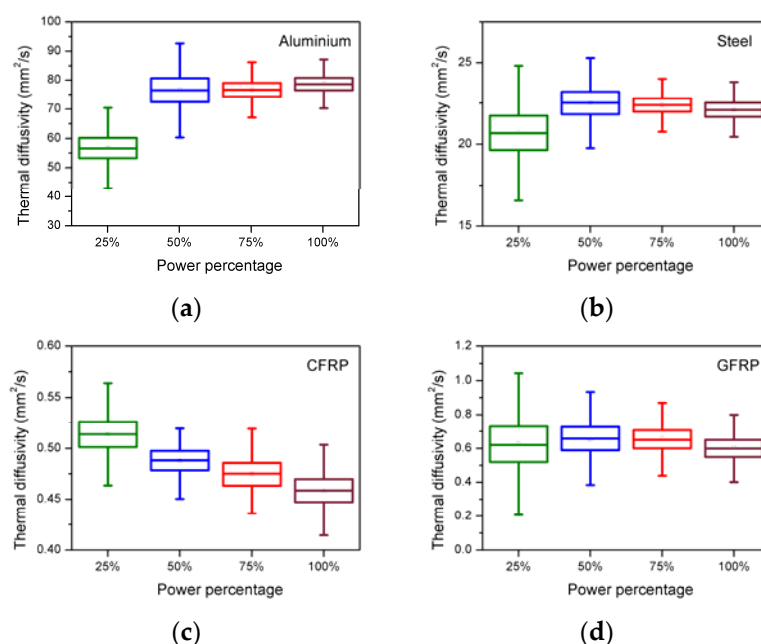 Aluminium
Thermal diffusivity (mm²/s)
100
90
80
70
60
50
40
30
25%
50%
75%
100%
Power percentage
(a)
Steel
Thermal diffusivity (mm²/s)
25
20
15
25%
50%
75%
100%
Power percentage
(b)
CFRP
Thermal diffusivity (mm²/s)
0.60
0.55
0.50
0.45
0.40
25%
50%
75%
100%
Power percentage
(c)
GFRP
Thermal diffusivity (mm²/s)
1.2
1.0
0.8
0.6
0.4
0.2
0.0
25%
50%
75%
100%
Power percentage
(d)